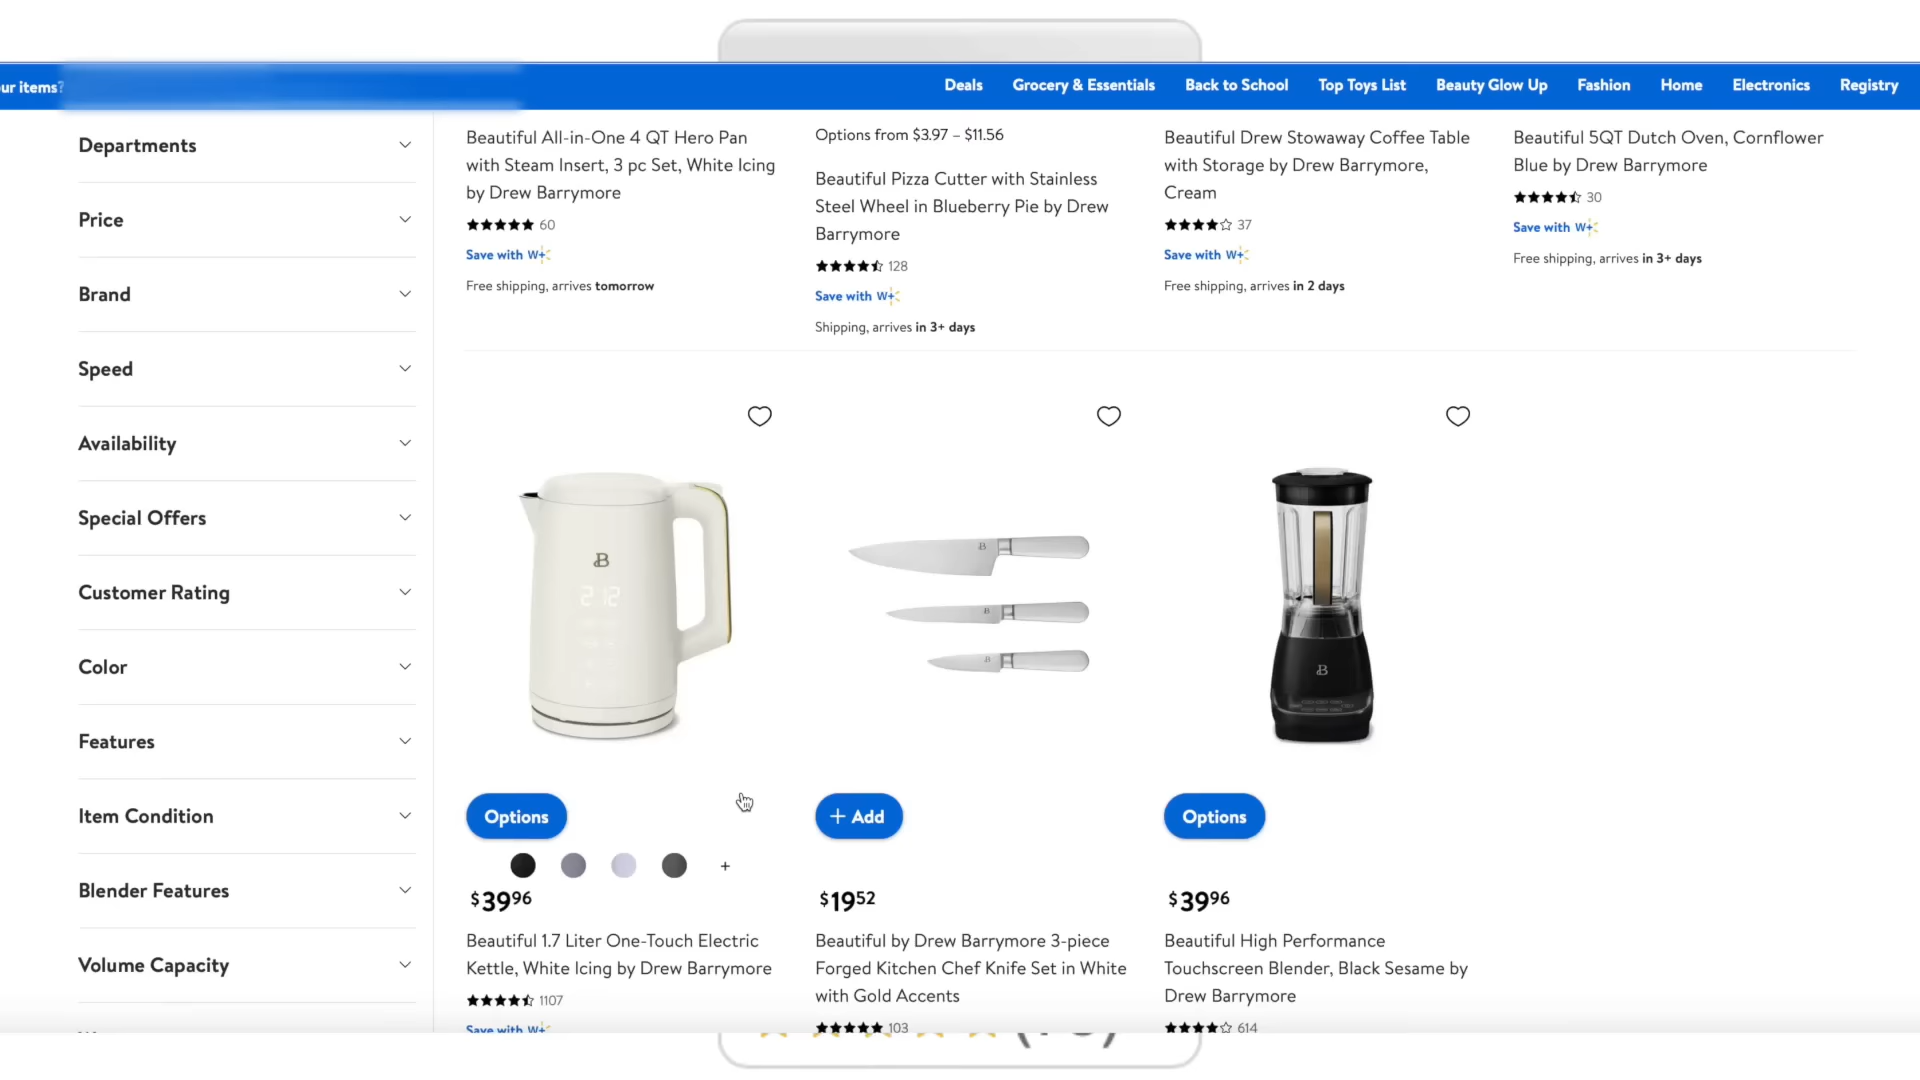 ur items?
Deals
Grocery & Essentials
Back to School
Top Toys List
Beauty Glow Up
Fashion
Home
Electronics
Registry
Departments
Price
Brand
Speed
Availability
Special Offers
Customer Rating
Color
Features
Item Condition
Blender Features
Volume Capacity
Beautiful All-in-One 4 QT Hero Pan
with Steam Insert, 3 pc Set, White Icing
by Drew Barrymore
60
Save with W+
Free shipping, arrives tomorrow
Options from $3.97 – $11.56
Beautiful Pizza Cutter with Stainless
Steel Wheel in Blueberry Pie by Drew
Barrymore
128
Save with W+
Shipping, arrives in 3+ days
Beautiful Drew Stowaway Coffee Table
with Storage by Drew Barrymore,
Cream
37
Save with W+
Free shipping, arrives in 2 days
Beautiful 5QT Dutch Oven, Cornflower
Blue by Drew Barrymore
30
Save with W+
Free shipping, arrives in 3+ days
B
212
Options
+
$3996
Beautiful 1.7 Liter One-Touch Electric
Kettle, White Icing by Drew Barrymore
1107
Save with W+
B
B
B
+ Add
$1952
Beautiful by Drew Barrymore 3-piece
Forged Kitchen Chef Knife Set in White
with Gold Accents
103
B
Options
$3996
Beautiful High Performance
Touchscreen Blender, Black Sesame by
Drew Barrymore
614